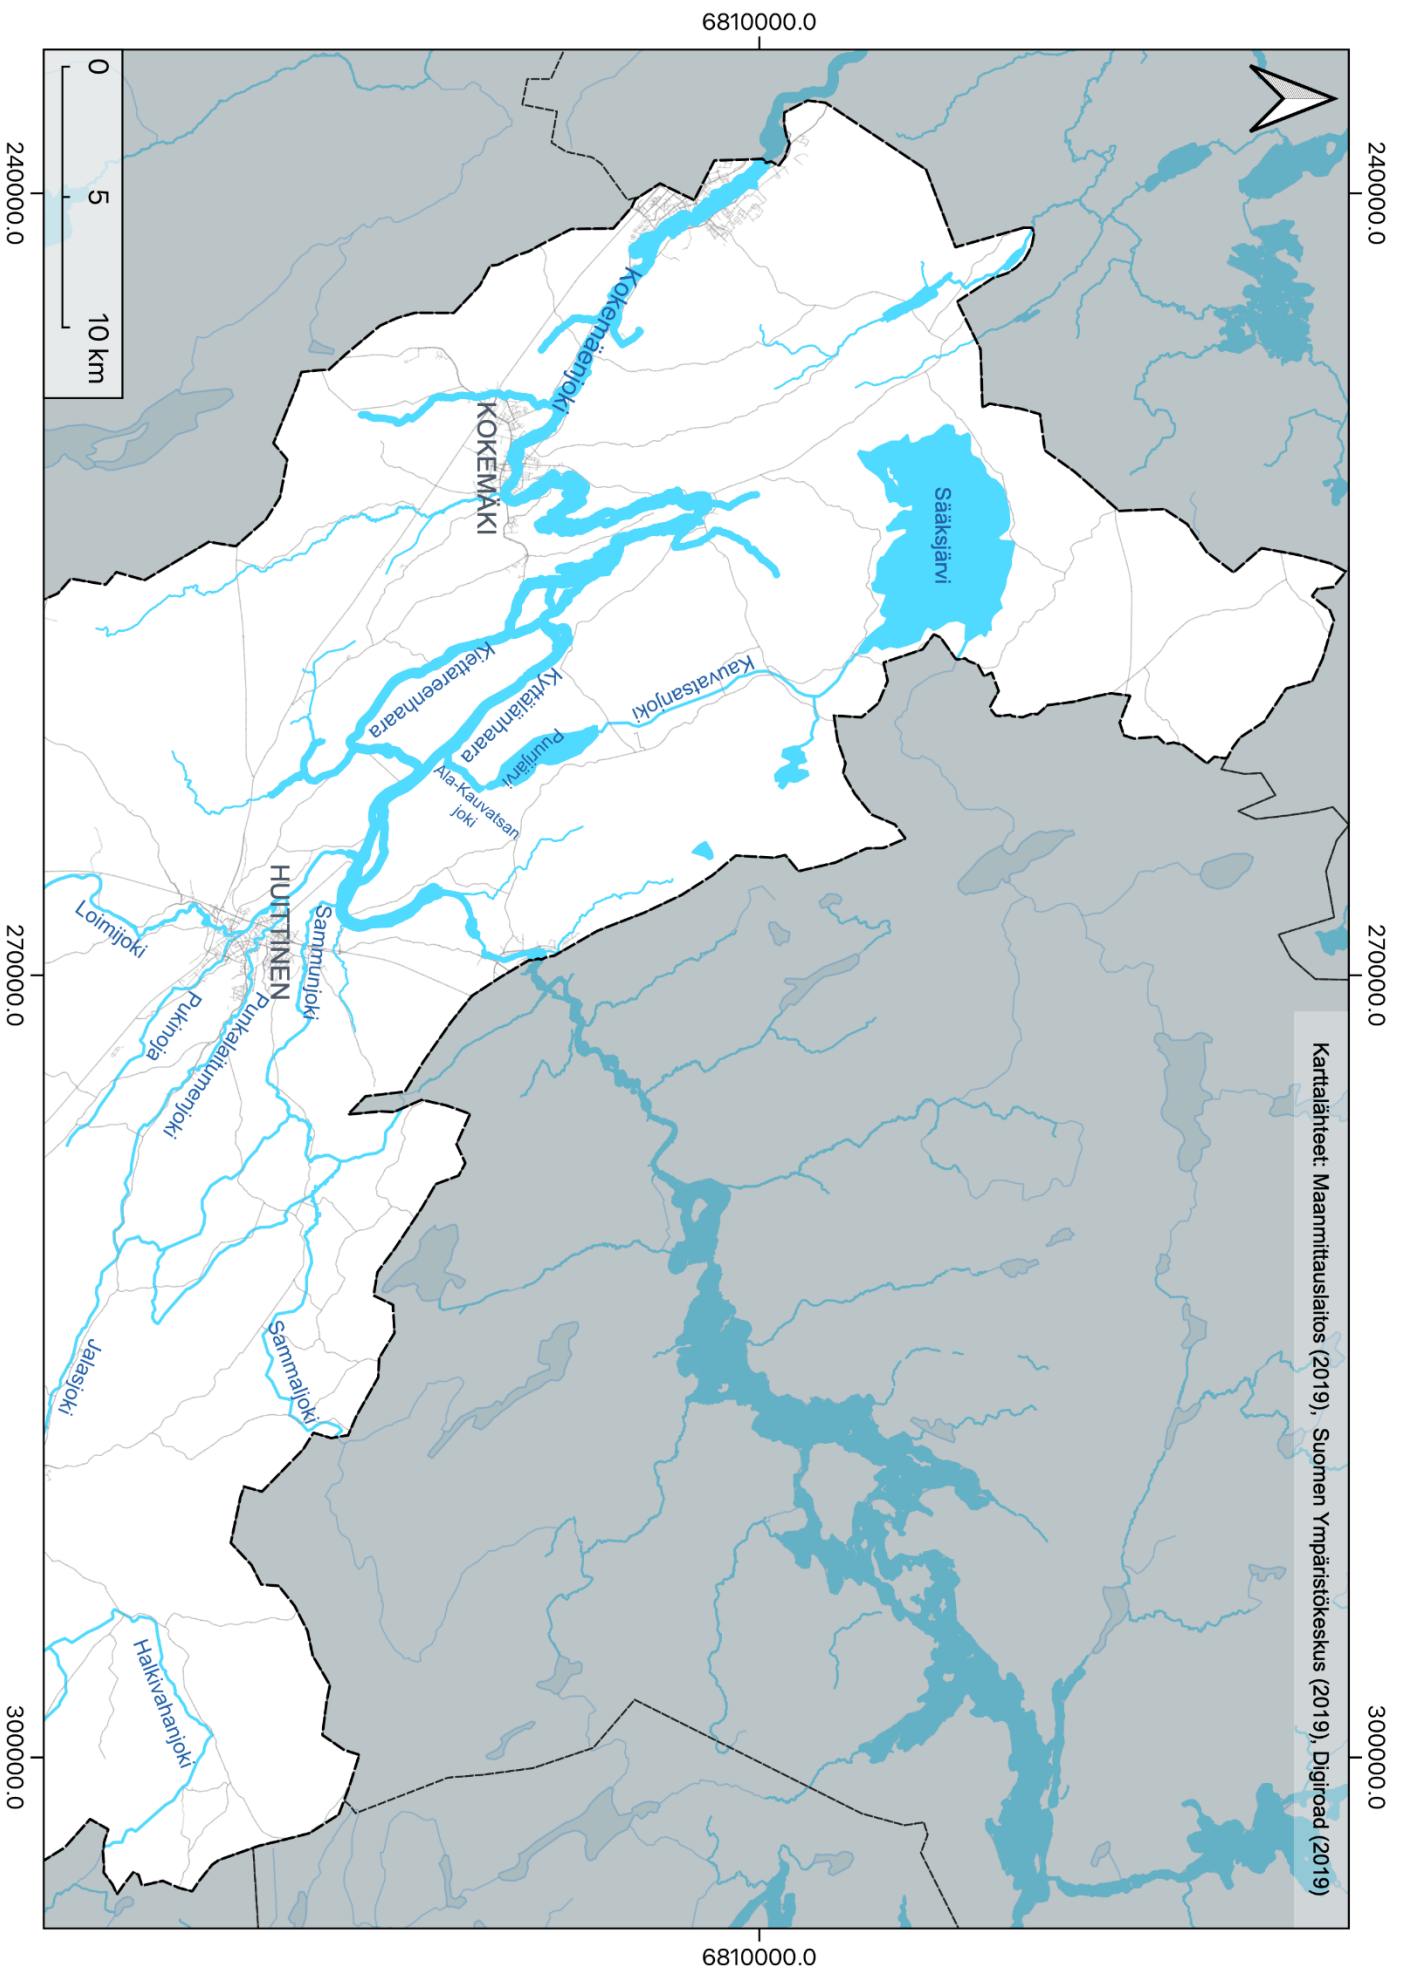 6810000.0
240000.0
270000.0
300000.0
Karttalähteet: Maanmittauslaitos (2019), Suomen Ympäristökeskus (2019), Digiroad (2019)
Sääksjärvi
Kokemäenjoki
KOKEMÄKI
Kauvatsanjoki
Puurijärvi
Kyttälänhaara
Kiettareenhaara
Ala-Kauvatsan
joki
HUITTINEN
Sammunjoki
Loimijoki
Punkalaitumenjoki
Pukinoja
Sammaljoki
Jalasjoki
Halkivahanjoki
0 5 10 km
240000.0
270000.0
300000.0
6810000.0